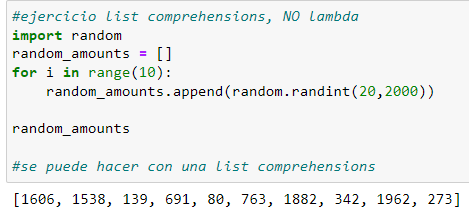 #ejercicio list comprehensions, NO lambda
import random
random_amounts = []
for i in range(10):
    random_amounts.append(random.randint(20,2000))
random_amounts
#se puede hacer con una list comprehensions
[1606, 1538, 139, 691, 80, 763, 1882, 342, 1962, 273]